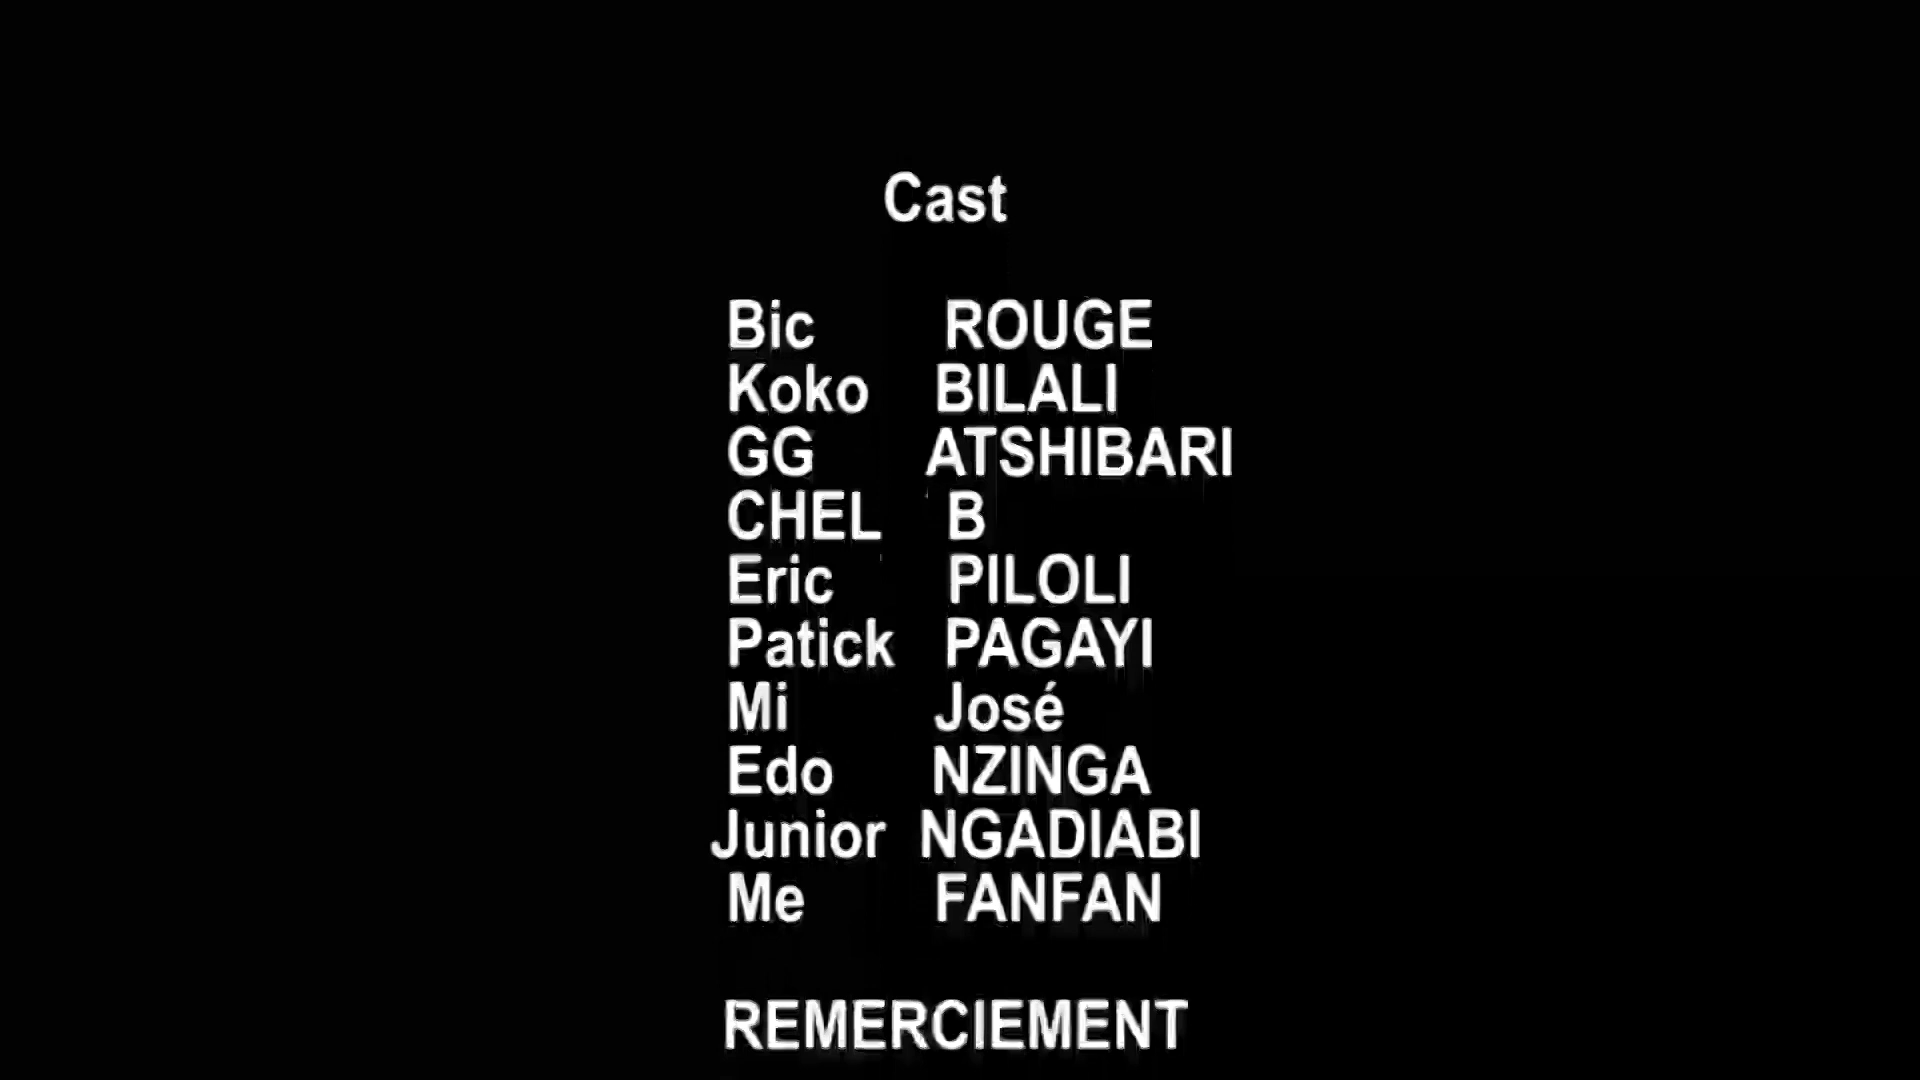 Cast
Bic ROUGE
Koko BILALI
GG ATSHIBARI
CHEL B
Eric PILOLI
Patick PAGAYI
Mi José
Edo NZINGA
Junior NGADIABI
Me FANFAN
REMERCIEMENT